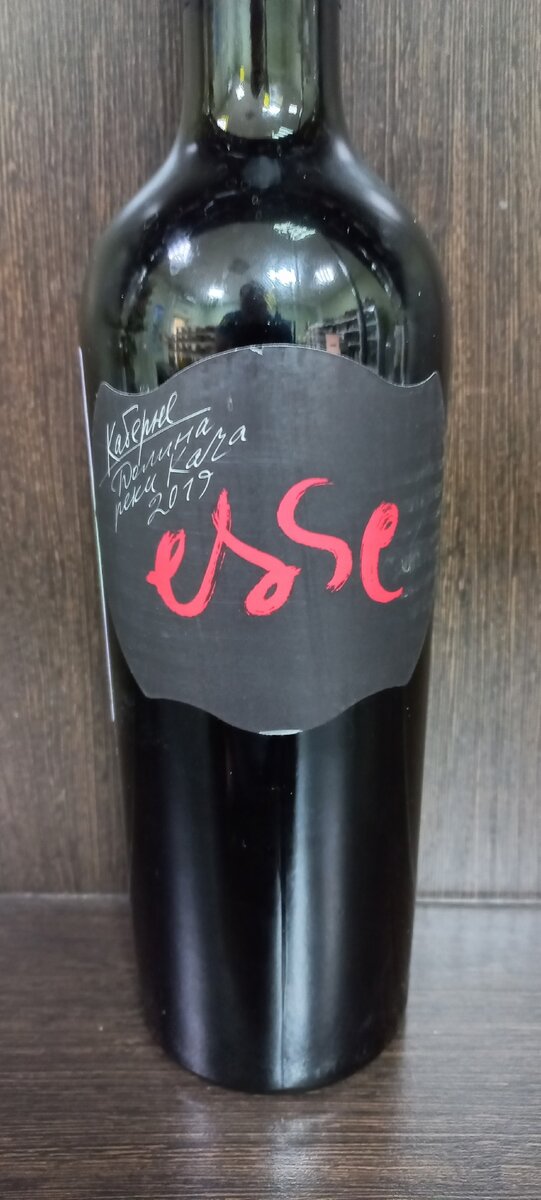 Каберне
Долина
реки Кача
2019
esse